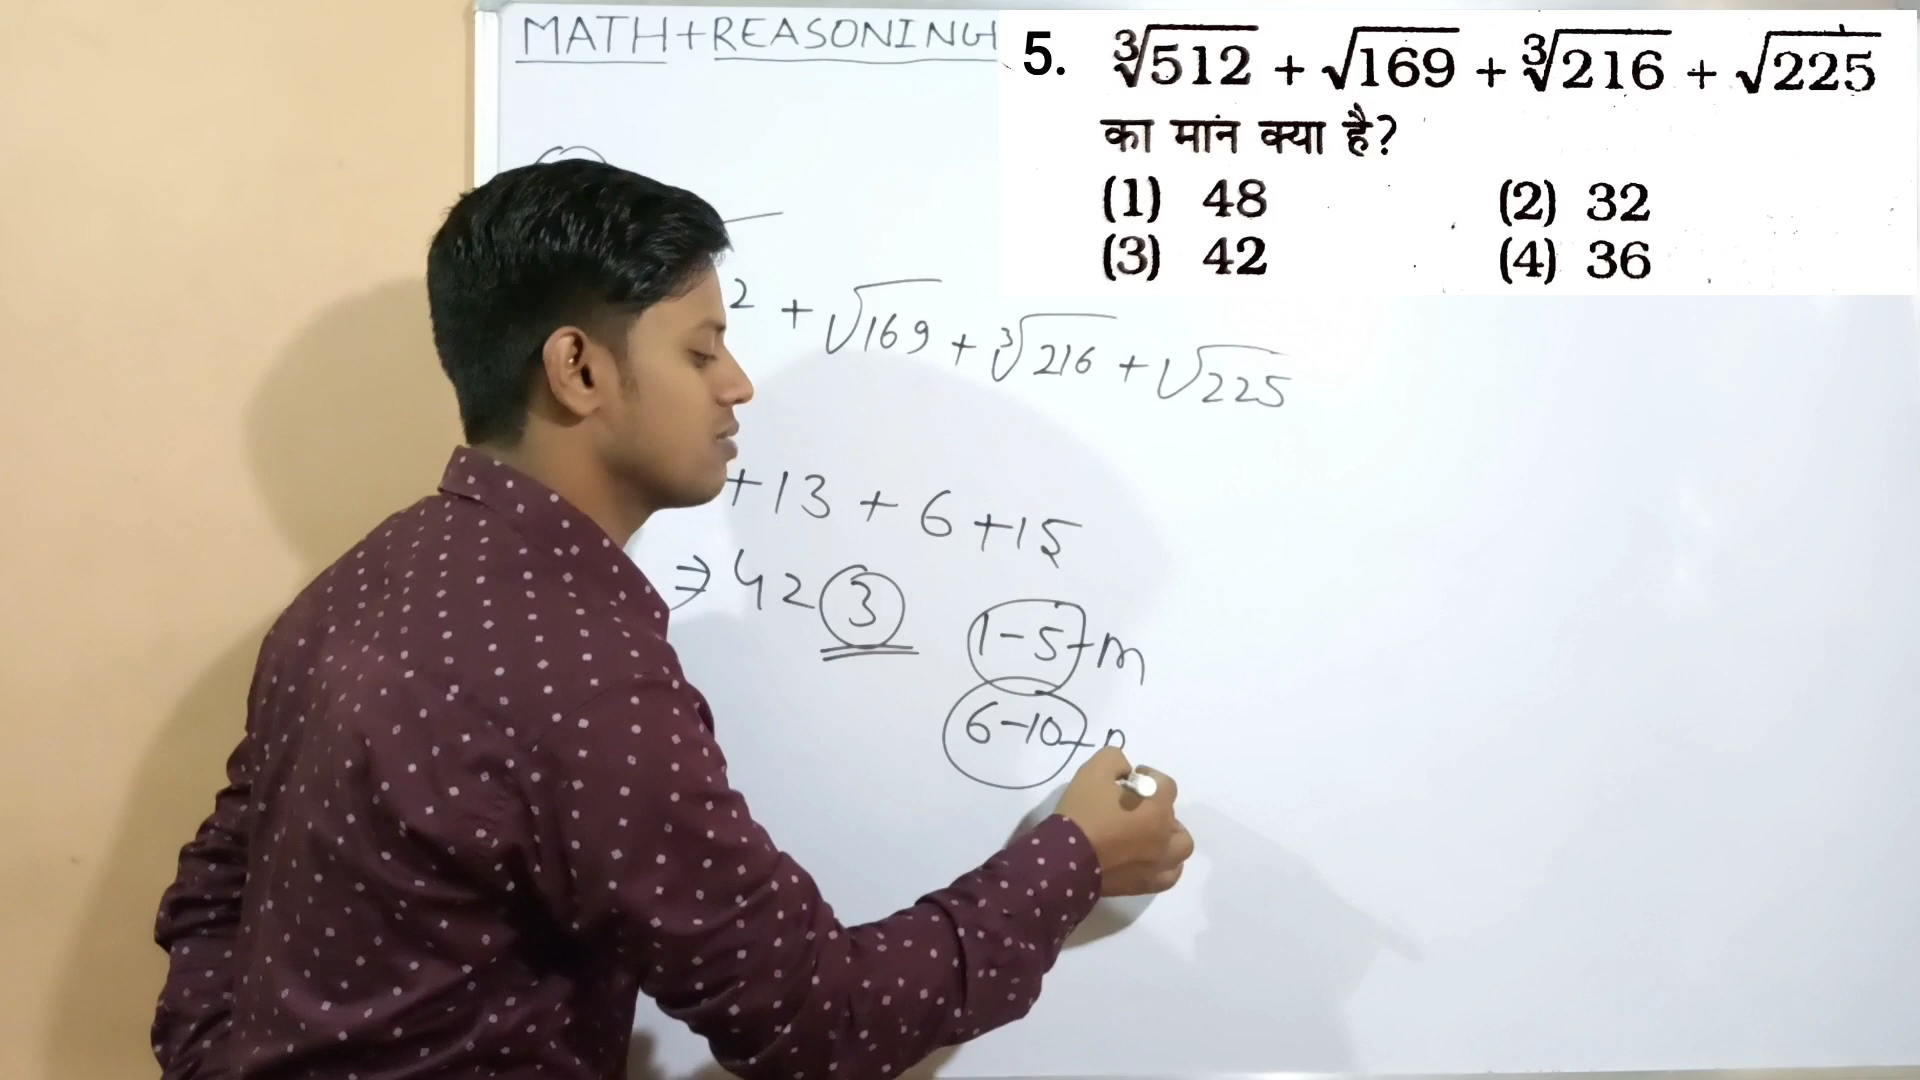 MATH+REASONING
5. ∛512 + √169 + ∛216 + √225
का मान क्या है?
(1) 48 (2) 32
(3) 42 (4) 36
2 + √169 + ∛216 + √225
+13 + 6 +15
⇒ 42 3
1-5-m
6-10-